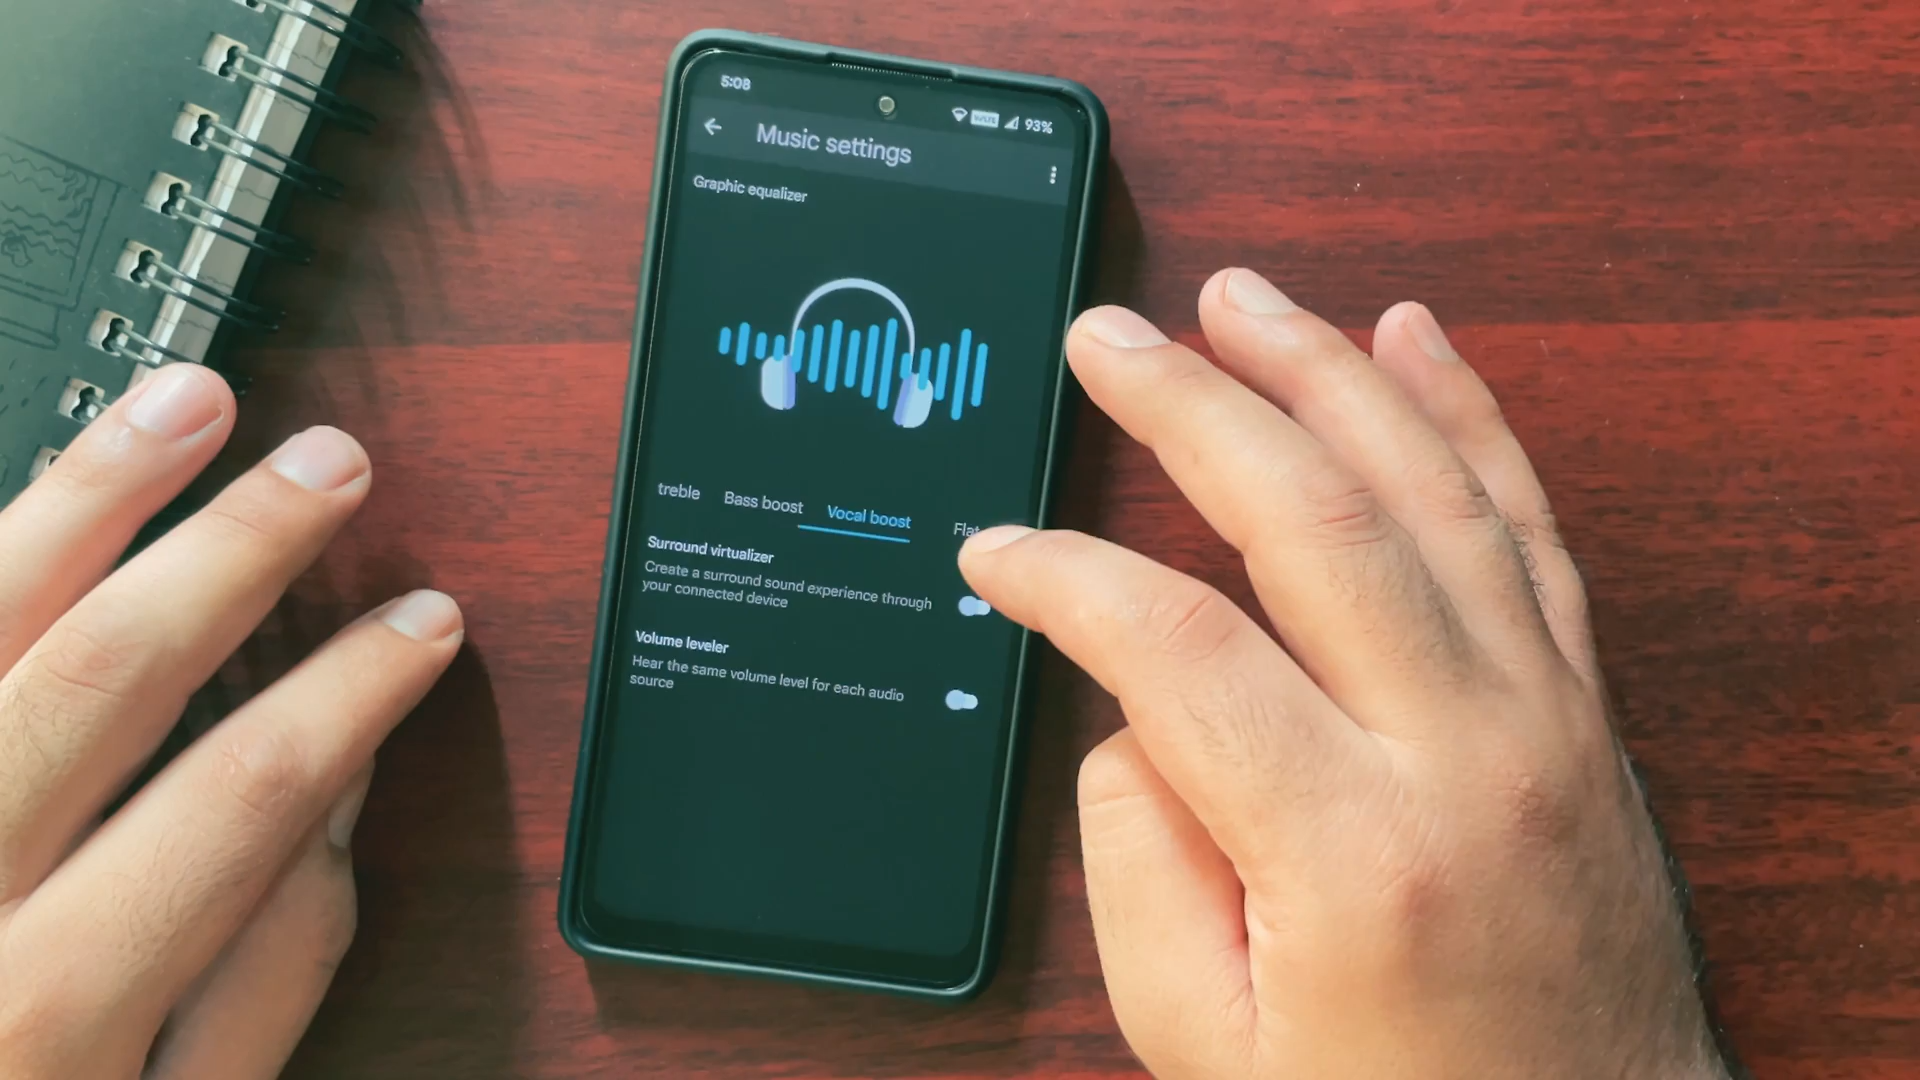 5:08
93%
Music settings
Graphic equalizer
treble Bass boost Vocal boost Flat
Surround virtualizer
Create a surround sound experience through
your connected device
Volume leveler
Hear the same volume level for each audio
source